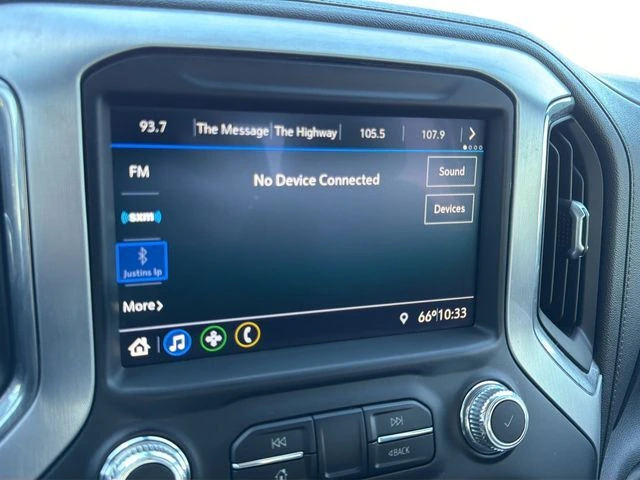 93.7 The Message The Highway 105.5 107.9
FM
No Device Connected
Sound
sxm
Devices
Justins Ip
More
66° 10:33
BACK